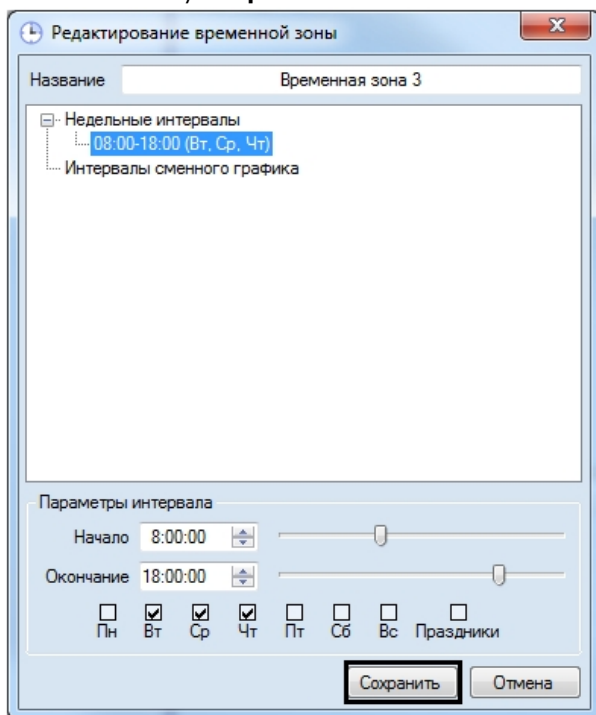 Редактирование временной зоны
Название Временная зона 3
Недельные интервалы
08:00-18:00 (Вт, Ср, Чт)
Интервалы сменного графика
Параметры интервала
Начало 8:00:00
Окончание 18:00:00
Пн Вт Ср Чт Пт Сб Вс Праздники
Сохранить Отмена